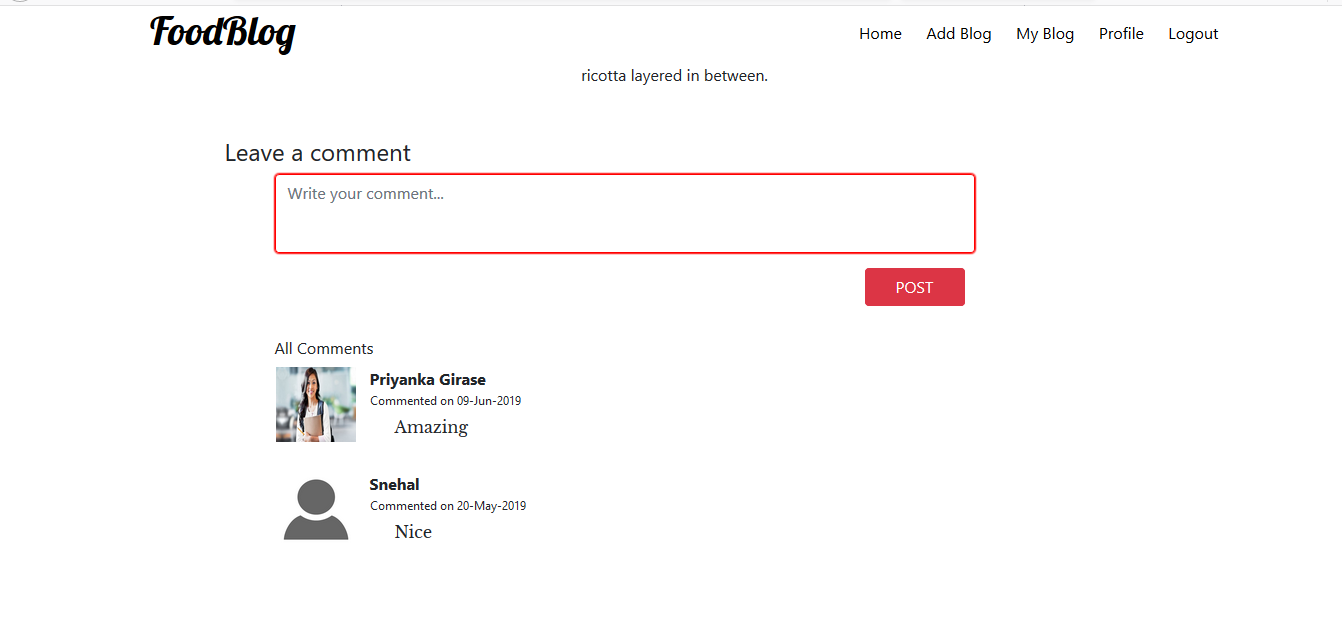 FoodBlog
Home Add Blog My Blog Profile Logout
ricotta layered in between.
Leave a comment
Write your comment...
POST
All Comments
Priyanka Girase
Commented on 09-Jun-2019
Amazing
Snehal
Commented on 20-May-2019
Nice